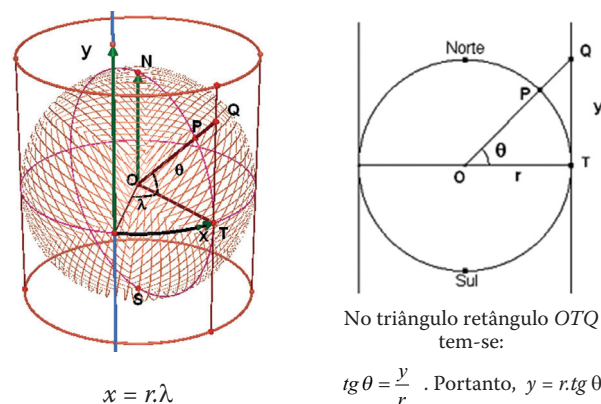 y
N
Q
P
O
θ
λ
x
T
S
x = r.λ
Norte
Q
P
y
θ
O
r
T
Sul
No triângulo retângulo OTQ
tem-se:
tg θ = y/r . Portanto, y = r.tg θ